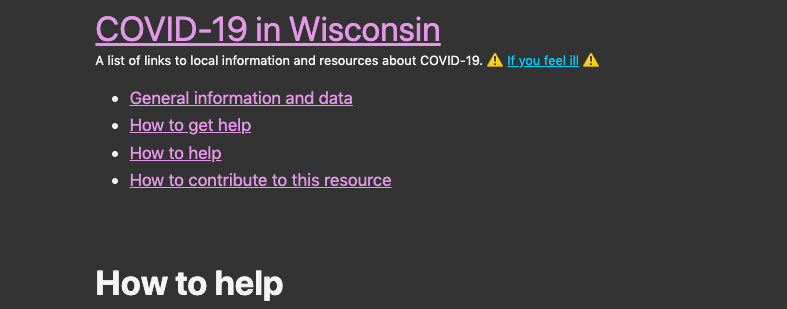 COVID-19 in Wisconsin
A list of links to local information and resources about COVID-19. ⚠️ If you feel ill ⚠️
• General information and data
• How to get help
• How to help
• How to contribute to this resource
How to help